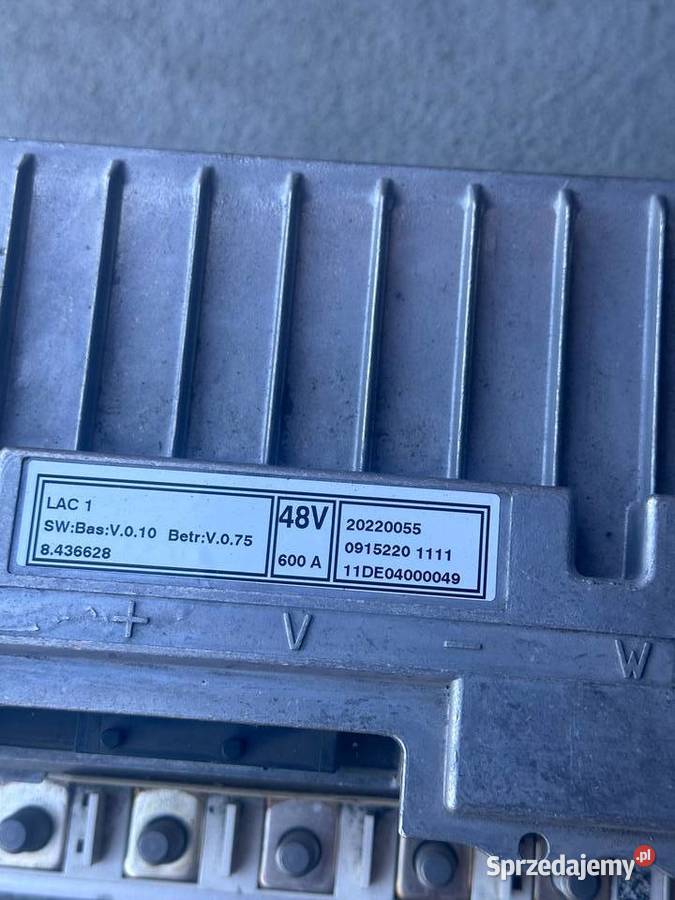 LAC 1
SW:Bas:V.0.10 Betr:V.0.75
8.436628
48V
600 A
20220055
0915220 1111
11DE04000049
+ V - W
Sprzedajemy.pl